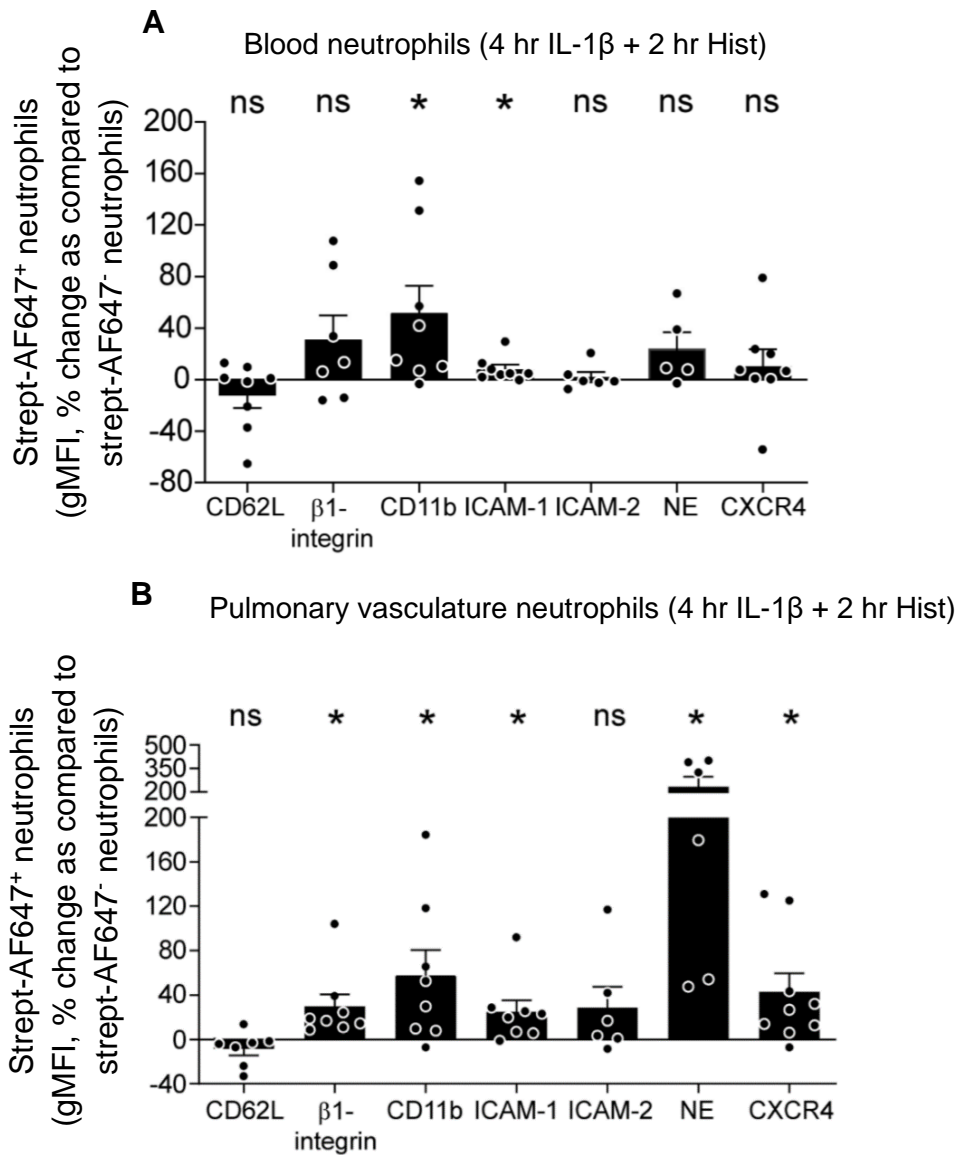 A
Blood neutrophils (4 hr IL-1β + 2 hr Hist)
Strept-AF647⁺ neutrophils
(gMFI, % change as compared to
strept-AF647⁻ neutrophils)
ns ns * * ns ns ns
200
160
120
80
40
0
-40
-80
CD62L β1- CD11b ICAM-1 ICAM-2 NE CXCR4
integrin
B
Pulmonary vasculature neutrophils (4 hr IL-1β + 2 hr Hist)
Strept-AF647⁺ neutrophils
(gMFI, % change as compared to
strept-AF647⁻ neutrophils)
ns * * * ns * *
500
350
200
200
160
120
80
40
0
-40
CD62L β1- CD11b ICAM-1 ICAM-2 NE CXCR4
integrin